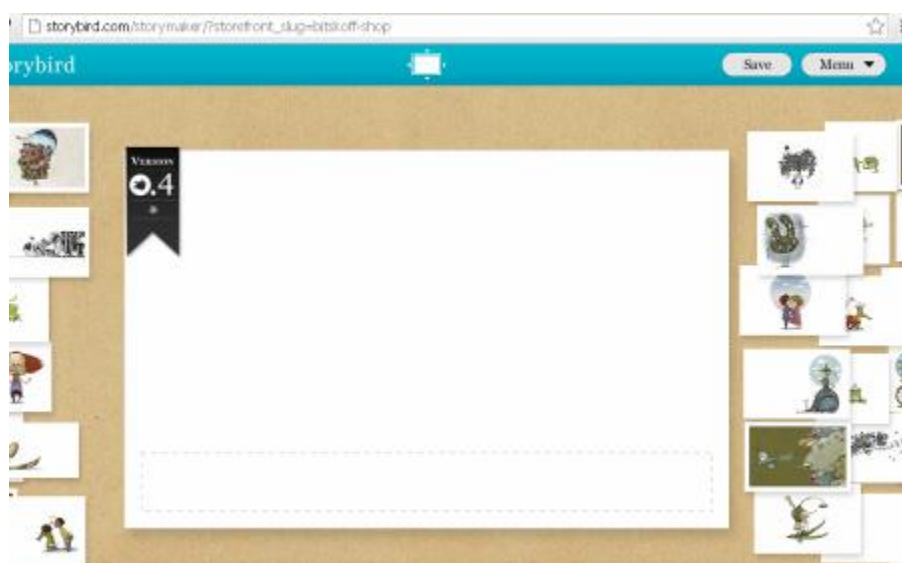 storybird.com/storymaker/?storefront_slug=bitskoff-shop
rybird
Save
Menu
VERSION
0.4